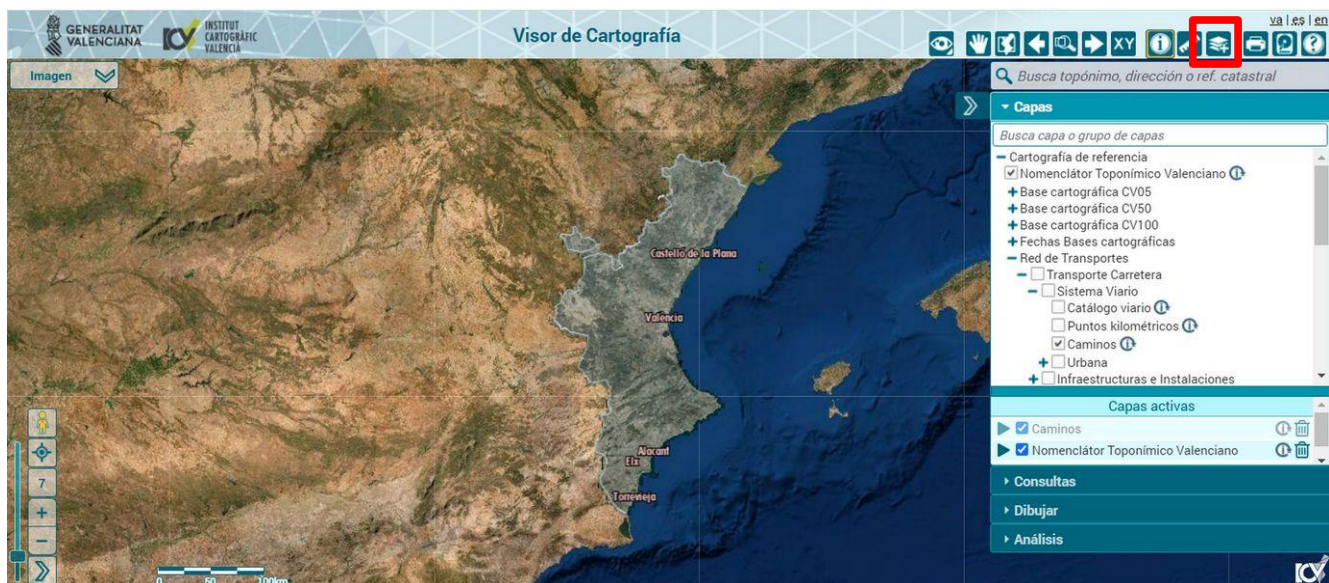 GENERALITAT
VALENCIANA
ICV
INSTITUT
CARTOGRÀFIC
VALENCIÀ
Visor de Cartografía
va | es | en
XY
Imagen
Busca topónimo, dirección o ref. catastral
Capas
Busca capa o grupo de capas
Cartografía de referencia
Nomenclátor Toponímico Valenciano
Base cartográfica CV05
Base cartográfica CV50
Base cartográfica CV100
Fechas Bases cartográficas
Red de Transportes
Transporte Carretera
Sistema Viario
Catálogo viario
Puntos kilométricos
Caminos
Urbana
Infraestructuras e Instalaciones
Capas activas
Caminos
Nomenclátor Toponímico Valenciano
Consultas
Dibujar
Análisis
Castelló de la Plana
València
Alacant
Elx
Torrevieja
7
0 50 100km
ICV